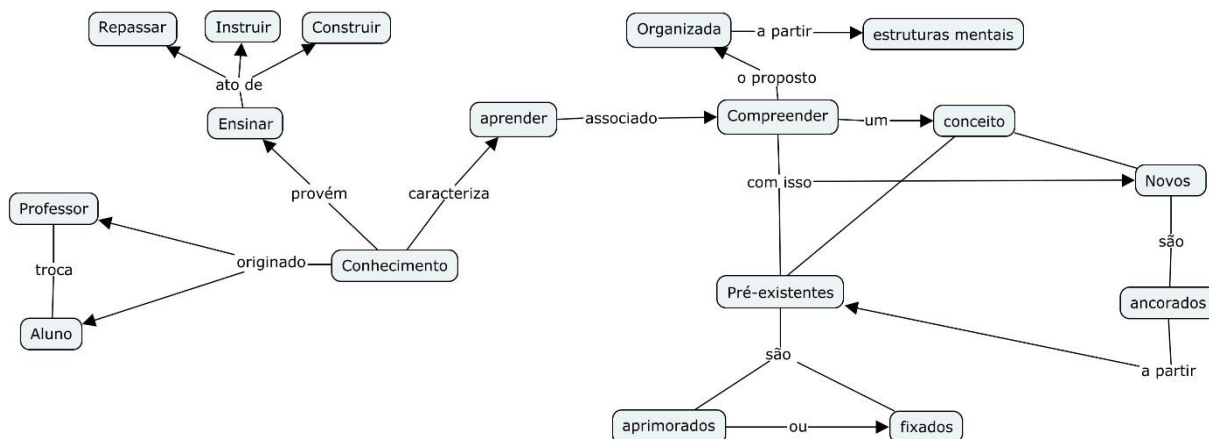 Repassar
Instruir
Construir
ato de
Ensinar
provém
Professor
troca
Aluno
originado
Conhecimento
caracteriza
aprender
associado
Organizada
a partir
estruturas mentais
o proposto
Compreender
um
conceito
com isso
Novos
são
ancorados
a partir
Pré-existentes
são
aprimorados
ou
fixados